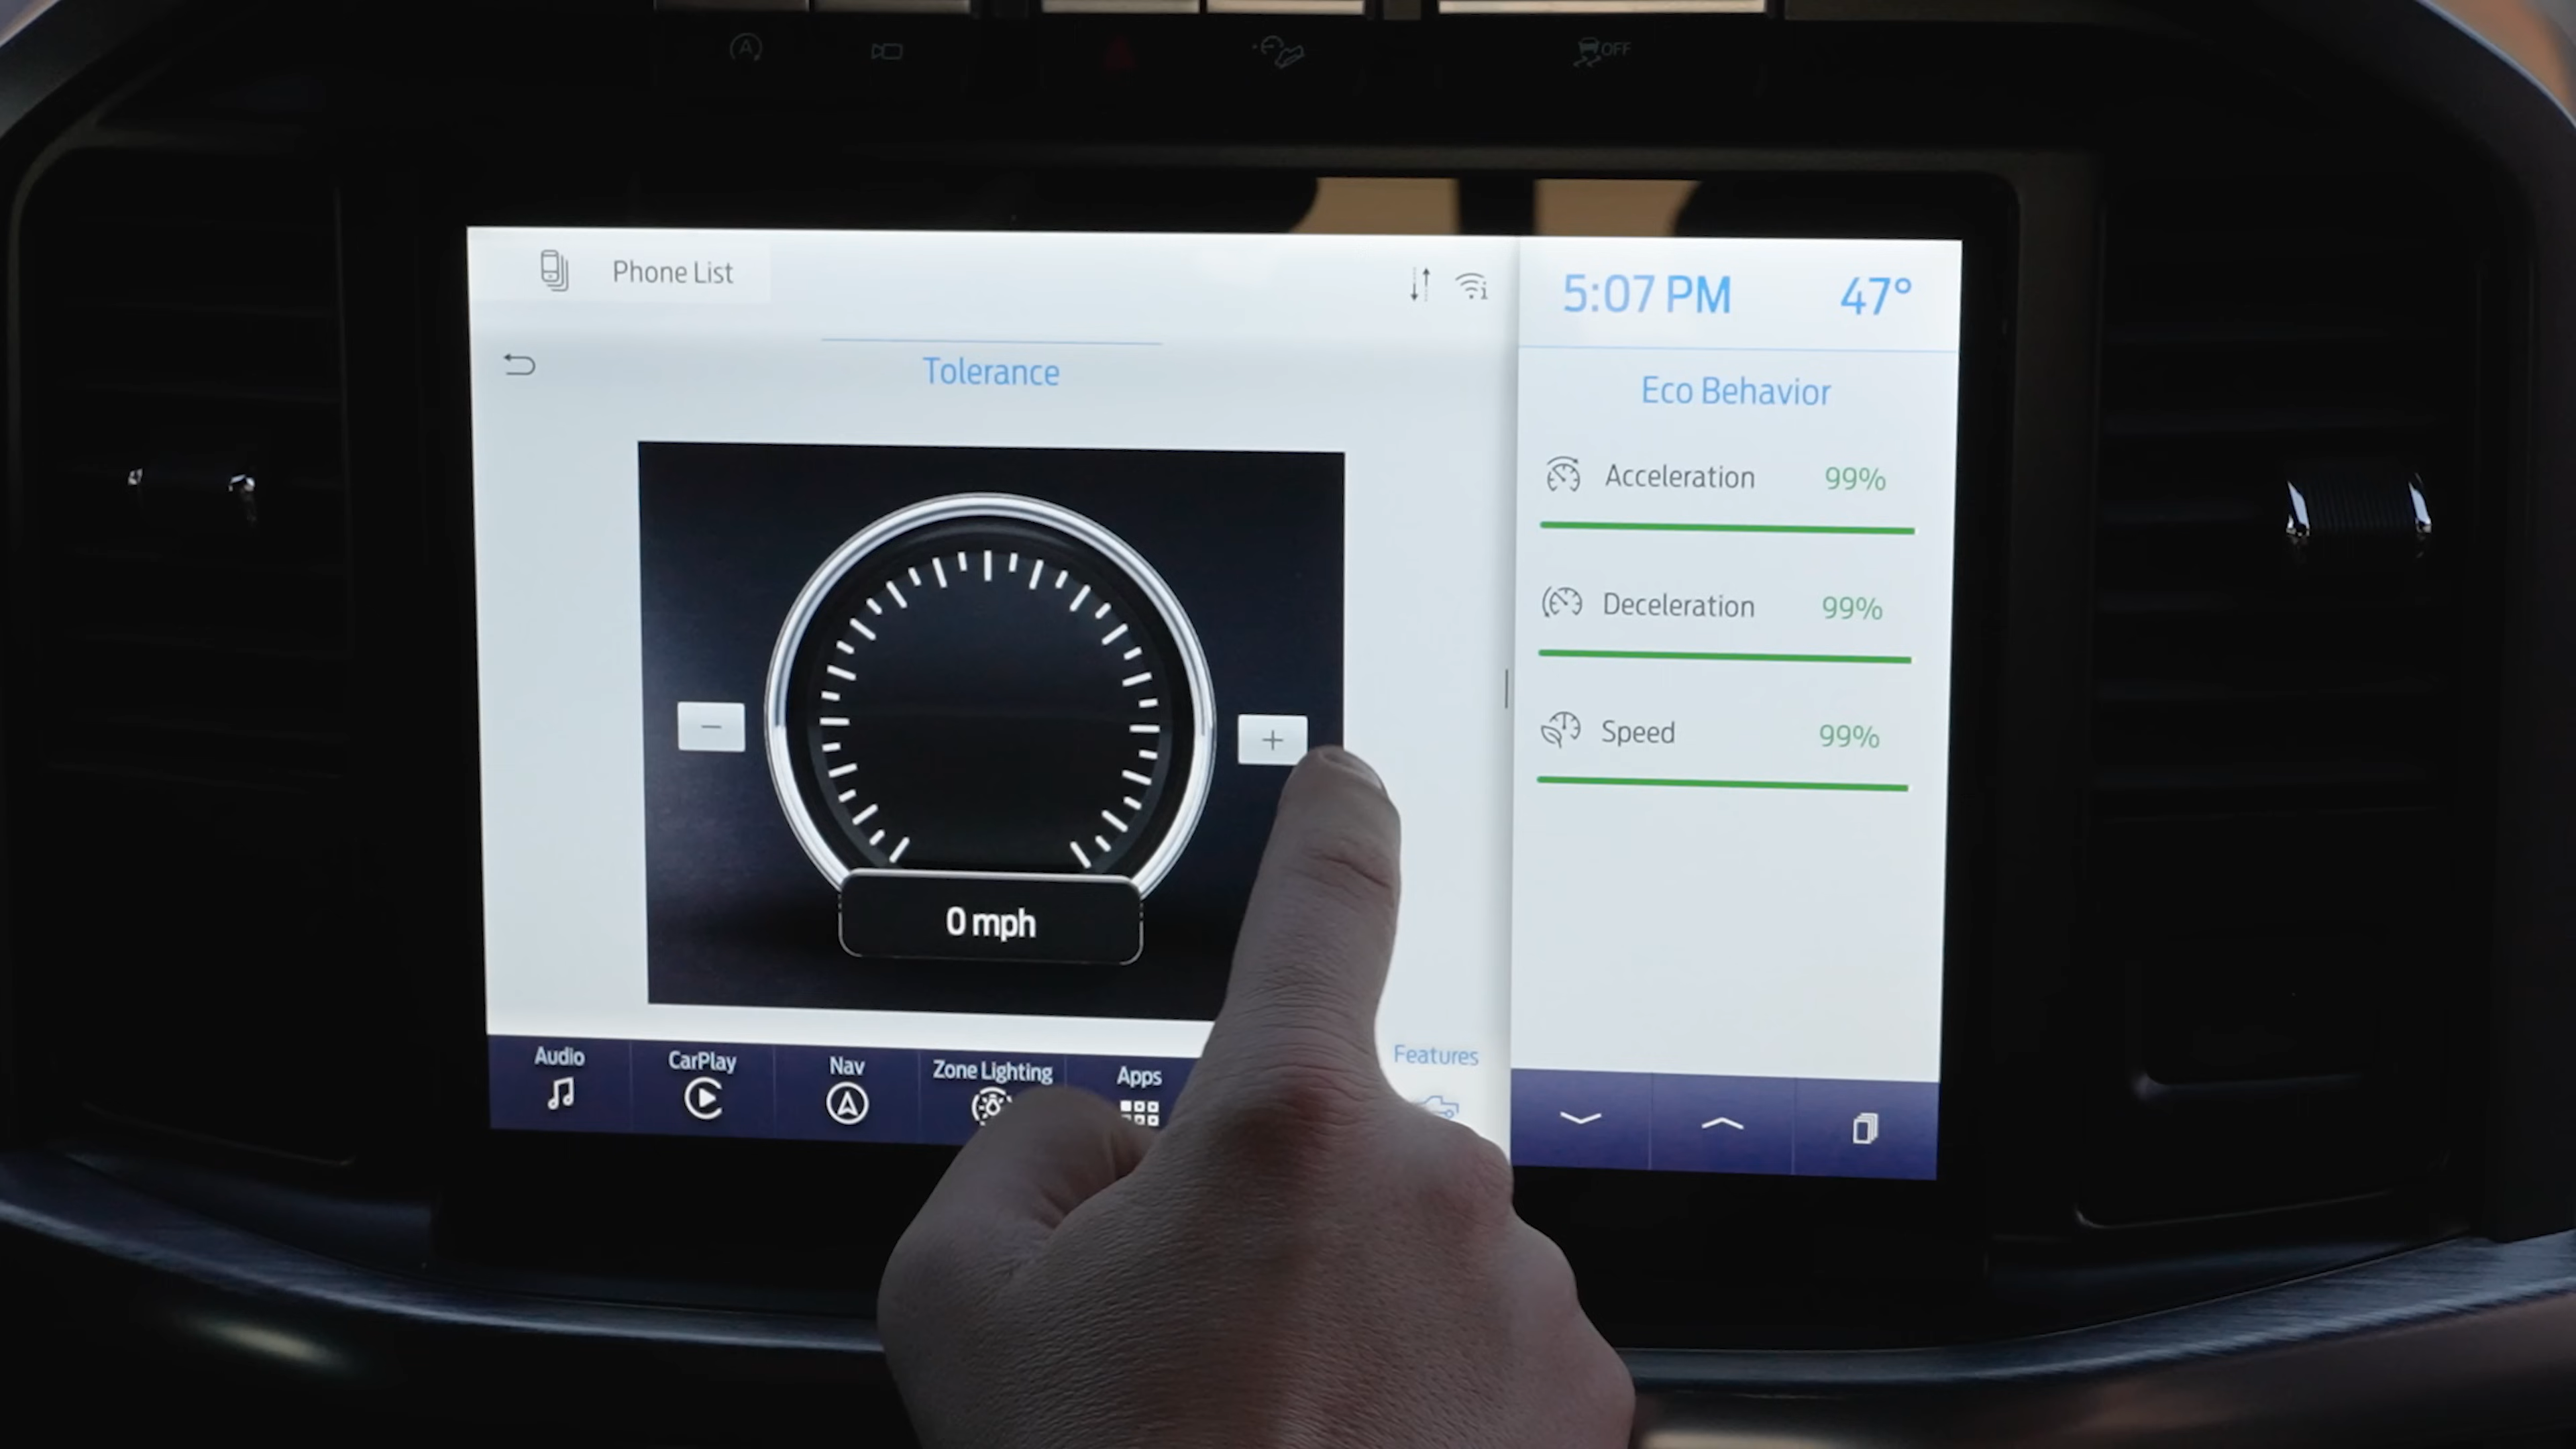 A
OFF
Phone List
5:07 PM 47°
Tolerance
Eco Behavior
Acceleration 99%
Deceleration 99%
Speed 99%
−
+
0 mph
Audio
CarPlay
Nav
Zone Lighting
Apps
Features